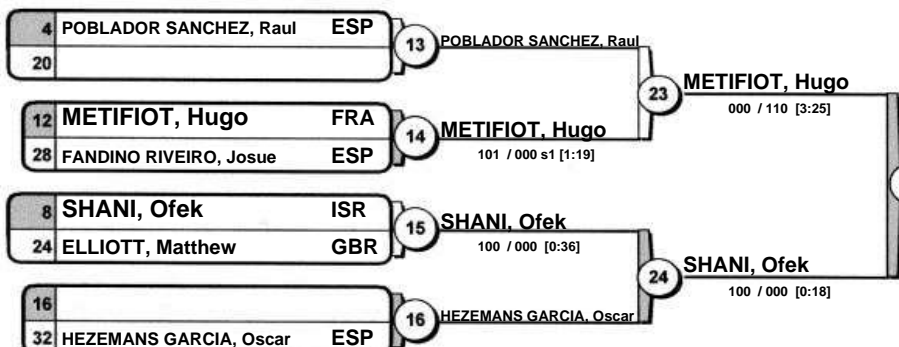 4 POBLADOR SANCHEZ, Raul ESP
20
13 POBLADOR SANCHEZ, Raul
12 METIFIOT, Hugo FRA
28 FANDINO RIVEIRO, Josue ESP
14 METIFIOT, Hugo
101 / 000 s1 [1:19]
23 METIFIOT, Hugo
000 / 110 [3:25]
8 SHANI, Ofek ISR
24 ELLIOTT, Matthew GBR
15 SHANI, Ofek
100 / 000 [0:36]
16
32 HEZEMANS GARCIA, Oscar ESP
16 HEZEMANS GARCIA, Oscar
24 SHANI, Ofek
100 / 000 [0:18]